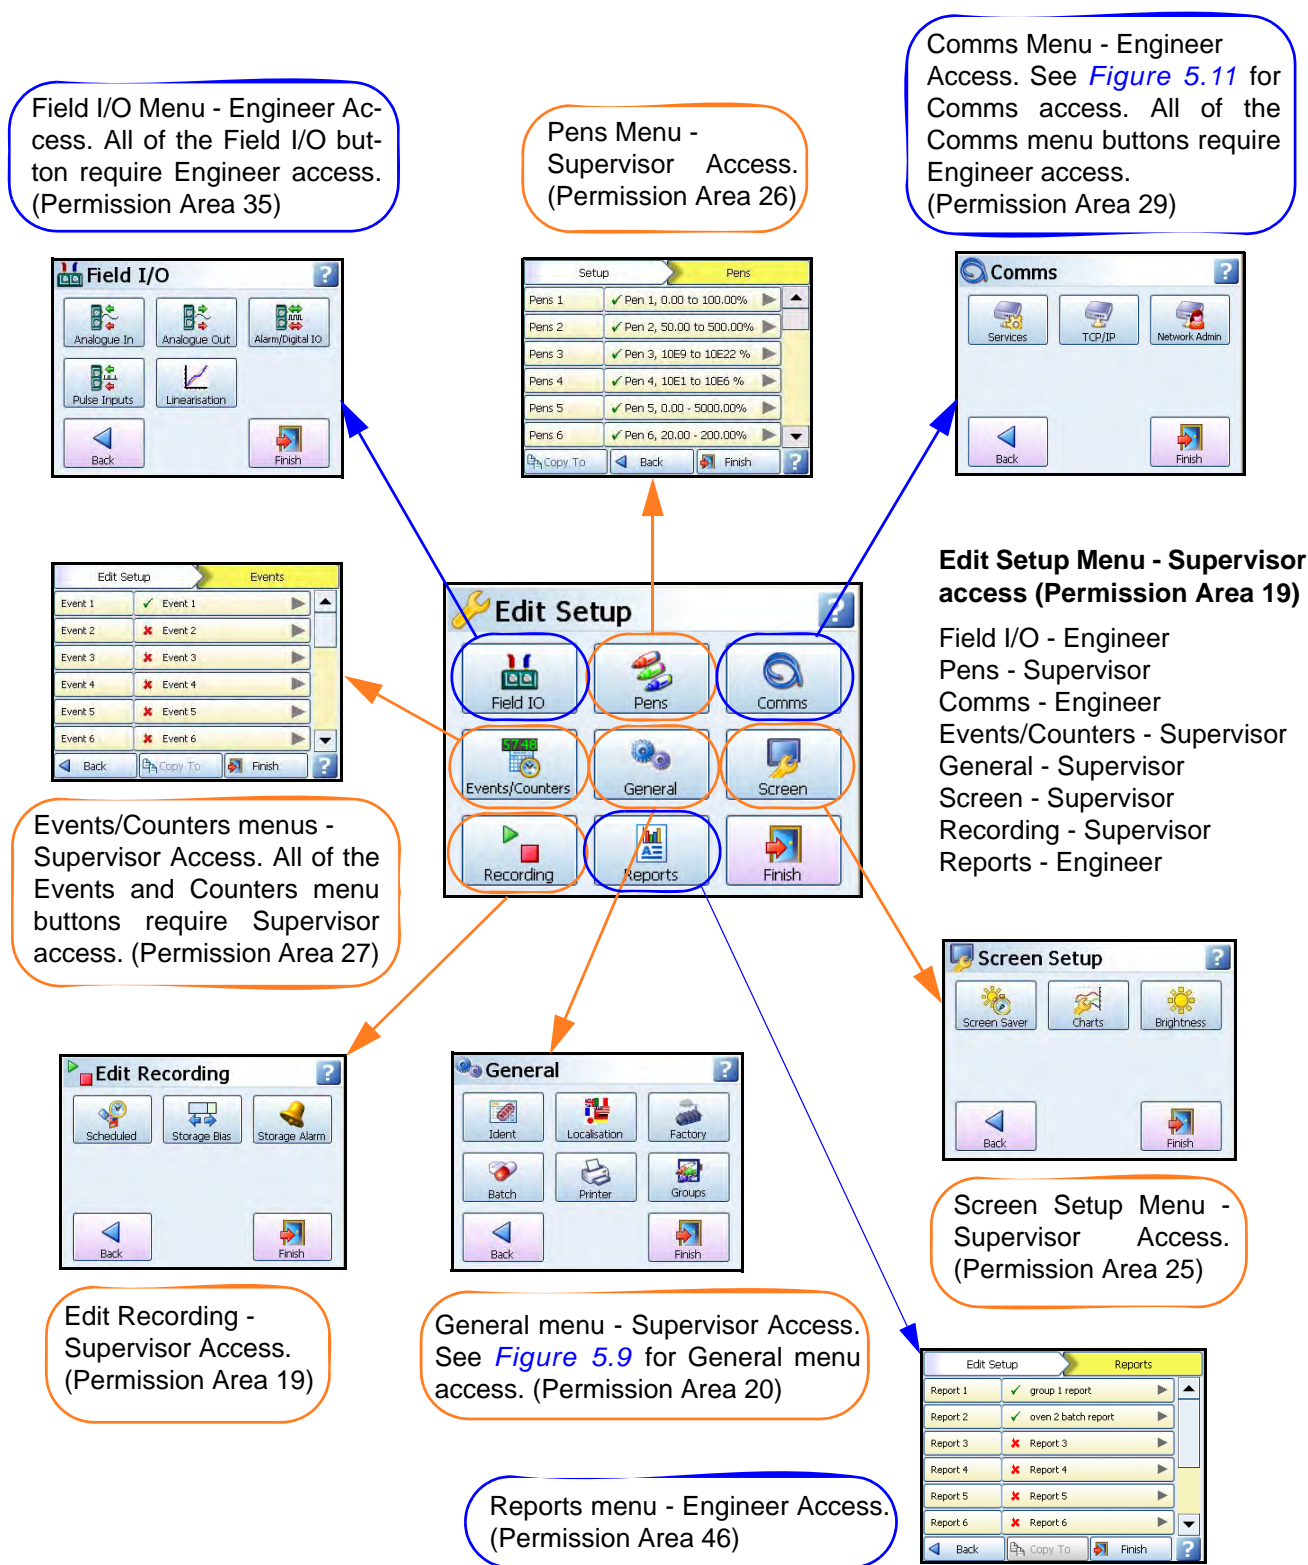 Field I/O Menu - Engineer Ac-
cess. All of the Field I/O but-
ton require Engineer access.
(Permission Area 35)
Pens Menu -
Supervisor Access.
(Permission Area 26)
Comms Menu - Engineer
Access. See Figure 5.11 for
Comms access. All of the
Comms menu buttons require
Engineer access.
(Permission Area 29)
Field I/O ?
Analogue In Analogue Out Alarm/Digital IO
Pulse Inputs Linearisation
Back Finish
Setup Pens
Pens 1 ✓ Pen 1, 0.00 to 100.00%
Pens 2 ✓ Pen 2, 50.00 to 500.00%
Pens 3 ✓ Pen 3, 10E9 to 10E22 %
Pens 4 ✓ Pen 4, 10E1 to 10E6 %
Pens 5 ✓ Pen 5, 0.00 - 5000.00%
Pens 6 ✓ Pen 6, 20.00 - 200.00%
Copy To Back Finish ?
Comms ?
Services TCP/IP Network Admin
Back Finish
Edit Setup Menu - Supervisor
access (Permission Area 19)
Field I/O - Engineer
Pens - Supervisor
Comms - Engineer
Events/Counters - Supervisor
General - Supervisor
Screen - Supervisor
Recording - Supervisor
Reports - Engineer
Edit Setup Events
Event 1 ✓ Event 1
Event 2 ✗ Event 2
Event 3 ✗ Event 3
Event 4 ✗ Event 4
Event 5 ✗ Event 5
Event 6 ✗ Event 6
Back Copy To Finish ?
Edit Setup ?
Field IO Pens Comms
57:48
Events/Counters General Screen
Recording Reports Finish
Events/Counters menus -
Supervisor Access. All of the
Events and Counters menu
buttons require Supervisor
access. (Permission Area 27)
Screen Setup ?
Screen Saver Charts Brightness
Back Finish
Edit Recording ?
Scheduled Storage Bias Storage Alarm
Back Finish
General ?
Ident Localisation Factory
Batch Printer Groups
Back Finish
Screen Setup Menu -
Supervisor Access.
(Permission Area 25)
Edit Recording -
Supervisor Access.
(Permission Area 19)
General menu - Supervisor Access.
See Figure 5.9 for General menu
access. (Permission Area 20)
Edit Setup Reports
Report 1 ✓ group 1 report
Report 2 ✓ oven 2 batch report
Report 3 ✗ Report 3
Report 4 ✗ Report 4
Report 5 ✗ Report 5
Report 6 ✗ Report 6
Back Copy To Finish ?
Reports menu - Engineer Access.
(Permission Area 46)